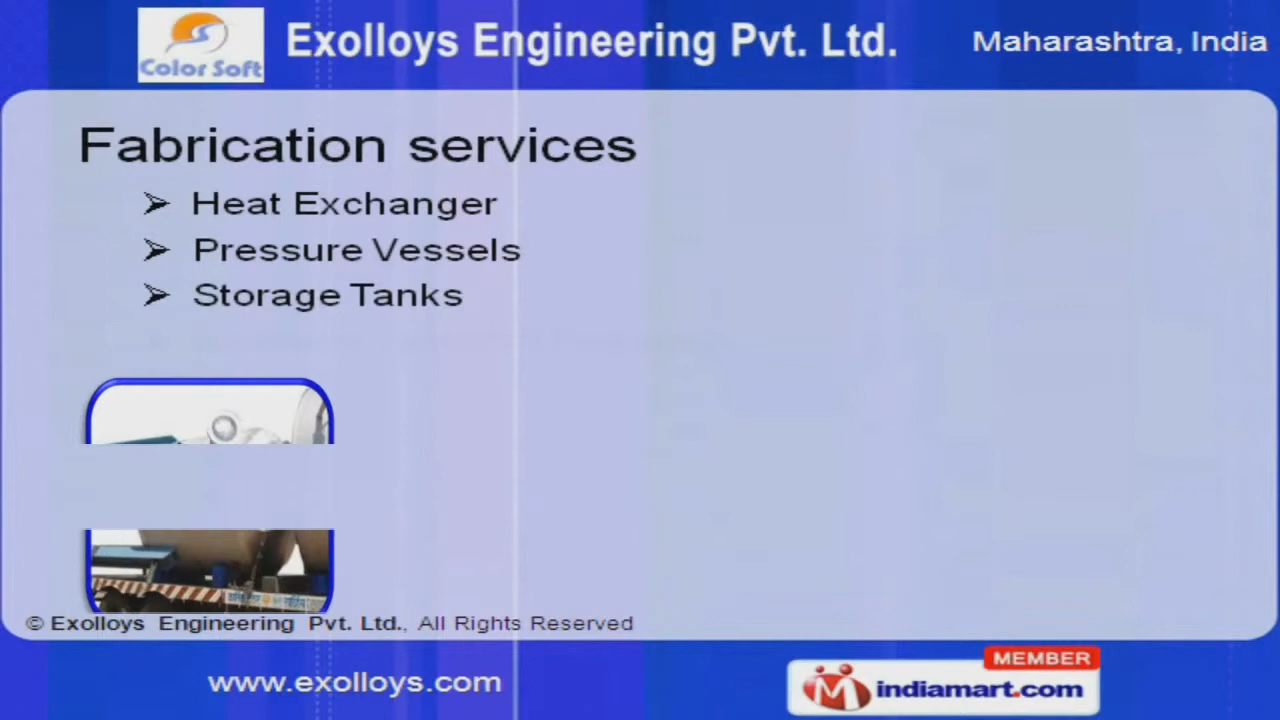 Color Soft
Exolloys Engineering Pvt. Ltd.
Maharashtra, India
Fabrication services
➢ Heat Exchanger
➢ Pressure Vessels
➢ Storage Tanks
© Exolloys Engineering Pvt. Ltd., All Rights Reserved
www.exolloys.com
MEMBER
indiamart.com